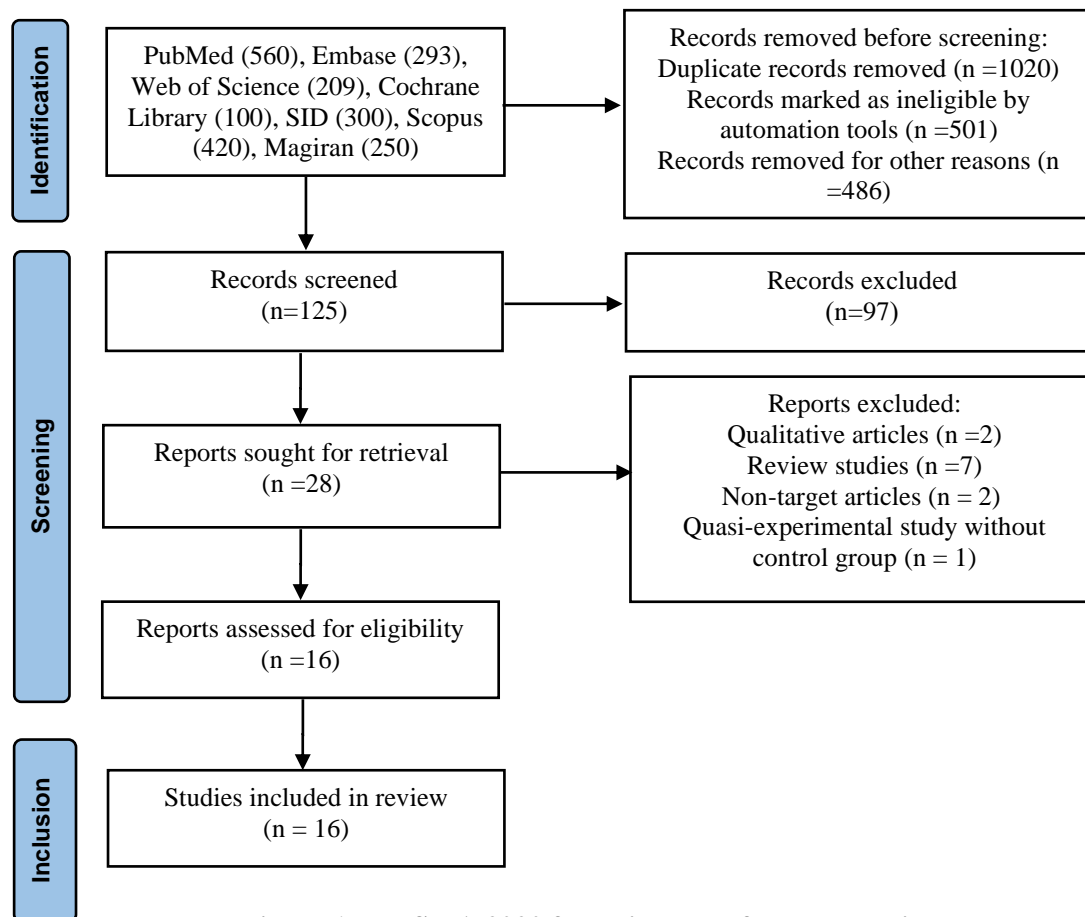 Identification
PubMed (560), Embase (293),
Web of Science (209), Cochrane
Library (100), SID (300), Scopus
(420), Magiran (250)
Records removed before screening:
Duplicate records removed (n =1020)
Records marked as ineligible by
automation tools (n =501)
Records removed for other reasons (n
=486)
Screening
Records screened
(n=125)
Records excluded
(n=97)
Reports sought for retrieval
(n =28)
Reports excluded:
Qualitative articles (n =2)
Review studies (n =7)
Non-target articles (n = 2)
Quasi-experimental study without
control group (n = 1)
Reports assessed for eligibility
(n =16)
Inclusion
Studies included in review
(n = 16)